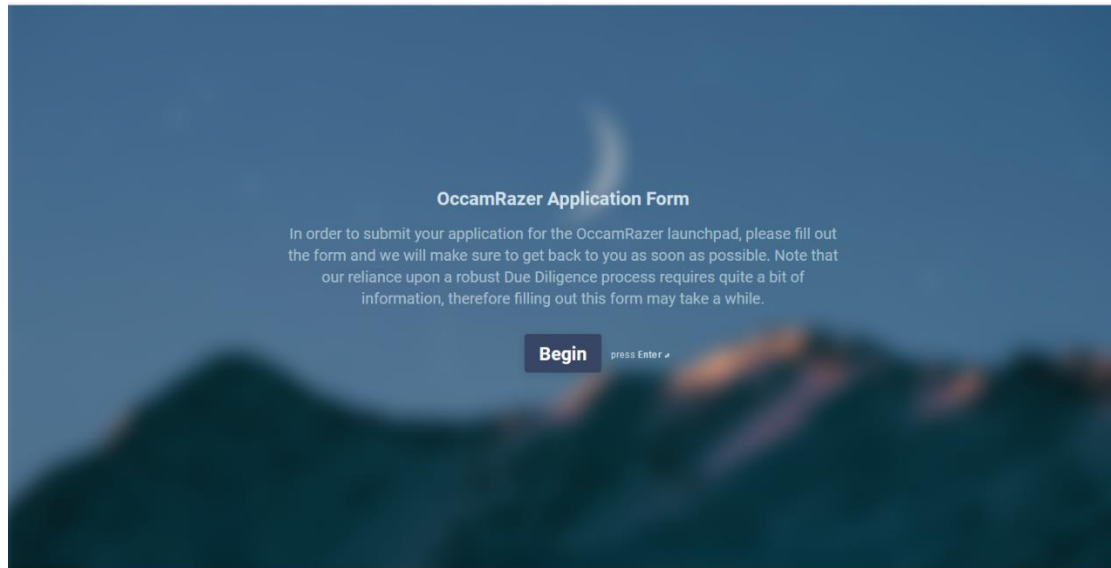 OccamRazer Application Form
In order to submit your application for the OccamRazer launchpad, please fill out
the form and we will make sure to get back to you as soon as possible. Note that
our reliance upon a robust Due Diligence process requires quite a bit of
information, therefore filling out this form may take a while.
Begin press Enter ↵